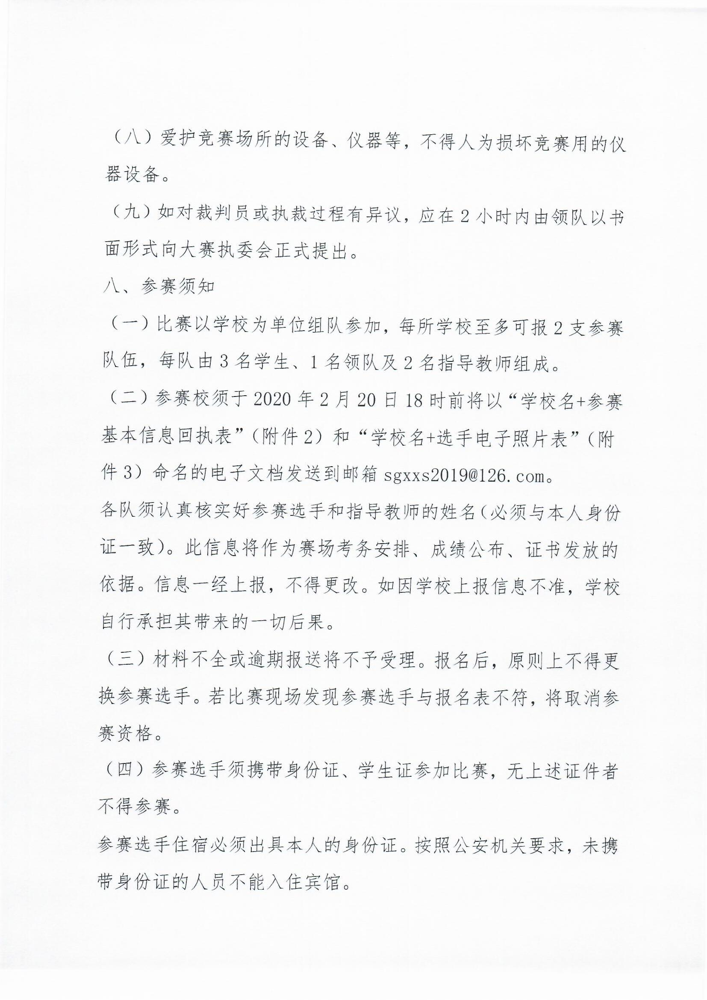 （八）爱护竞赛场所的设备、仪器等，不得人为损坏竞赛用的仪
器设备。
（九）如对裁判员或执裁过程有异议，应在 2 小时内由领队以书
面形式向大赛执委会正式提出。
八、参赛须知
（一）比赛以学校为单位组队参加，每所学校至多可报 2 支参赛
队伍，每队由 3 名学生、1 名领队及 2 名指导教师组成。
（二）参赛校须于 2020 年 2 月 20 日 18 时前将以“学校名+参赛
基本信息回执表”（附件 2）和“学校名+选手电子照片表”（附
件 3）命名的电子文档发送到邮箱 sgxxs2019@126.com。
各队须认真核实好参赛选手和指导教师的姓名（必须与本人身份
证一致）。此信息将作为赛场考务安排、成绩公布、证书发放的
依据。信息一经上报，不得更改。如因学校上报信息不准，学校
自行承担其带来的一切后果。
（三）材料不全或逾期报送将不予受理。报名后，原则上不得更
换参赛选手。若比赛现场发现参赛选手与报名表不符，将取消参
赛资格。
（四）参赛选手须携带身份证、学生证参加比赛，无上述证件者
不得参赛。
参赛选手住宿必须出具本人的身份证。按照公安机关要求，未携
带身份证的人员不能入住宾馆。